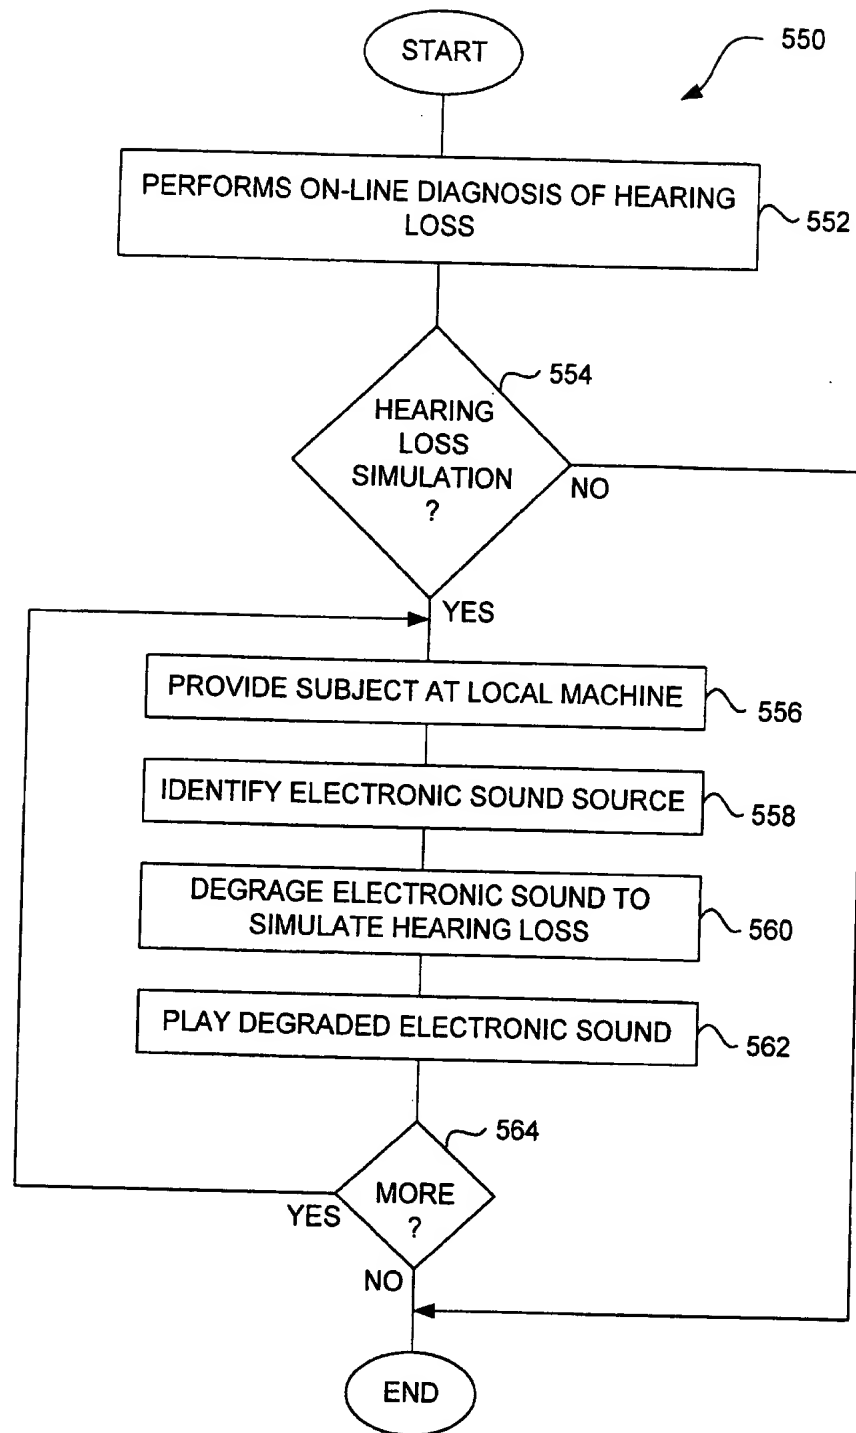 START
550
PERFORMS ON-LINE DIAGNOSIS OF HEARING
LOSS
552
554
HEARING
LOSS
SIMULATION
?
NO
YES
PROVIDE SUBJECT AT LOCAL MACHINE
556
IDENTIFY ELECTRONIC SOUND SOURCE
558
DEGRAGE ELECTRONIC SOUND TO
SIMULATE HEARING LOSS
560
PLAY DEGRADED ELECTRONIC SOUND
562
564
MORE
?
YES
NO
END